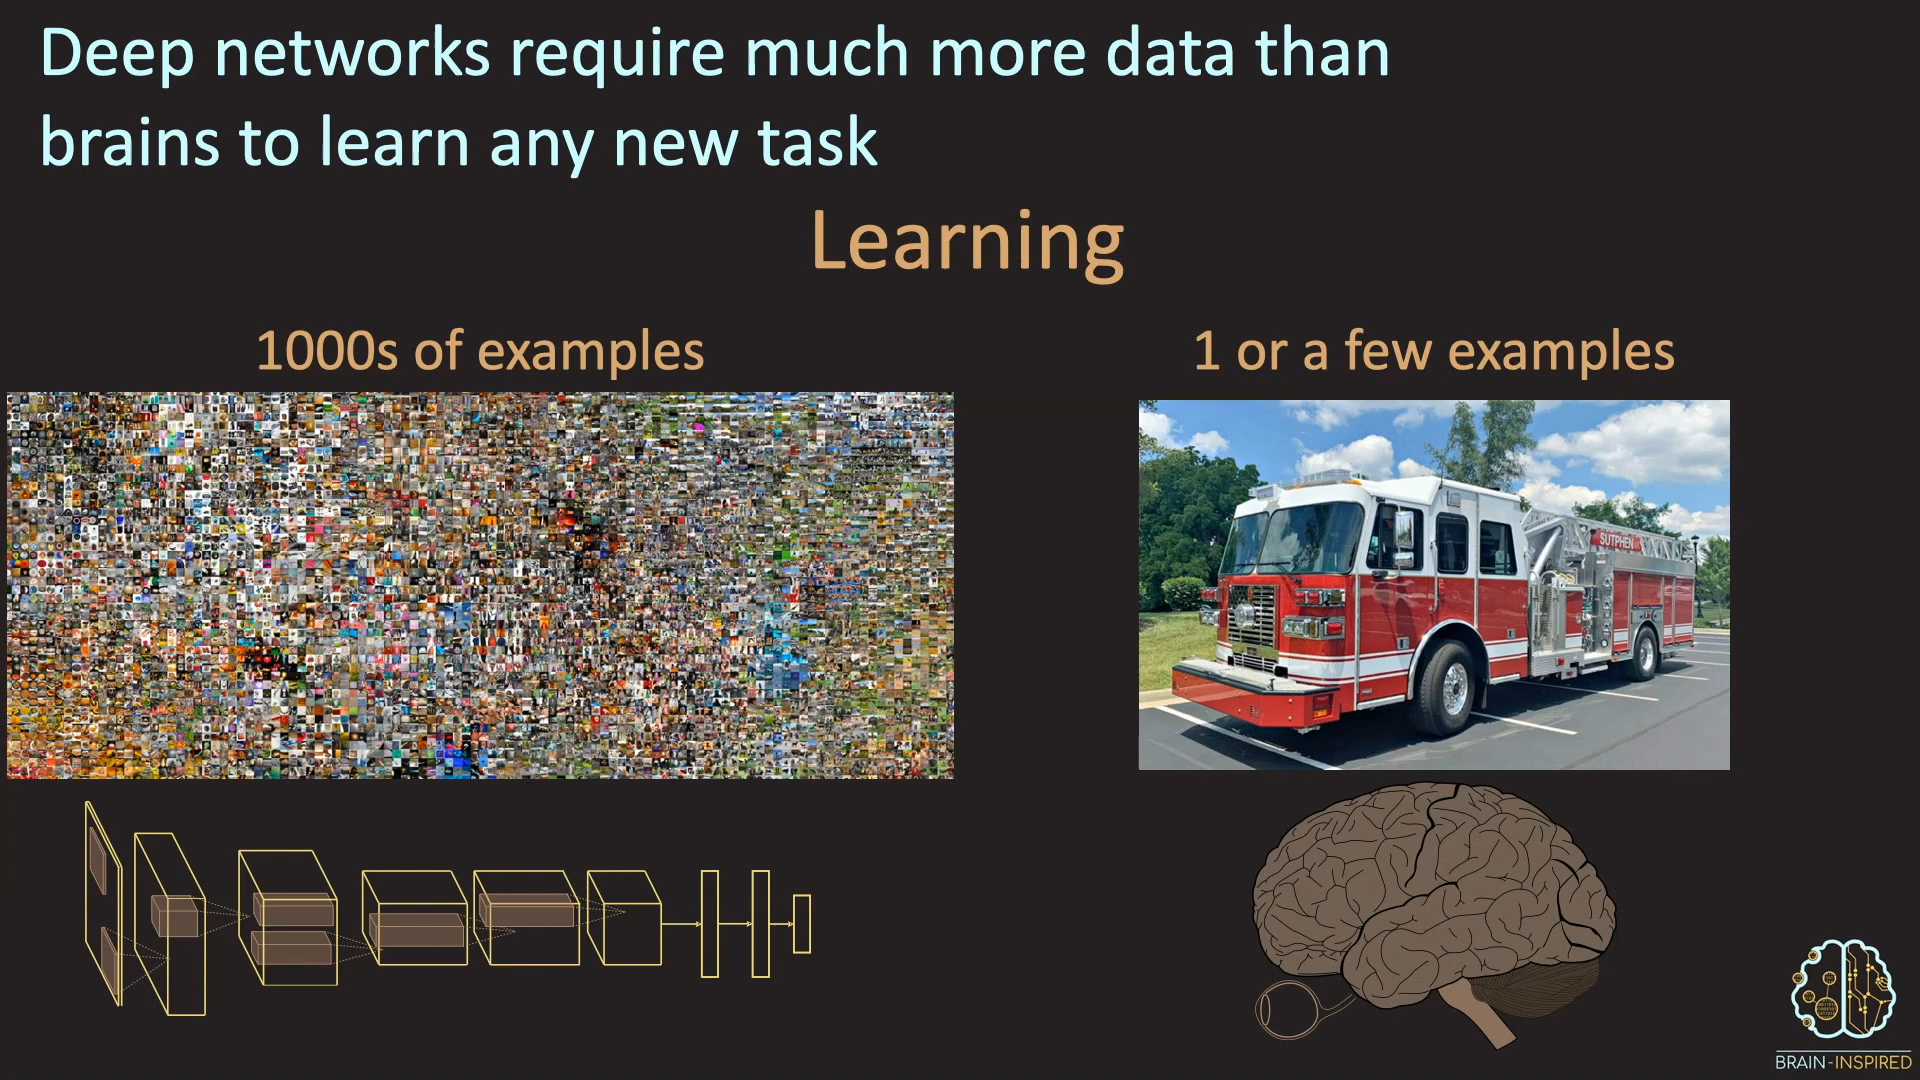 Deep networks require much more data than
brains to learn any new task
Learning
1000s of examples
1 or a few examples
SUTPHEN
BRAIN-INSPIRED